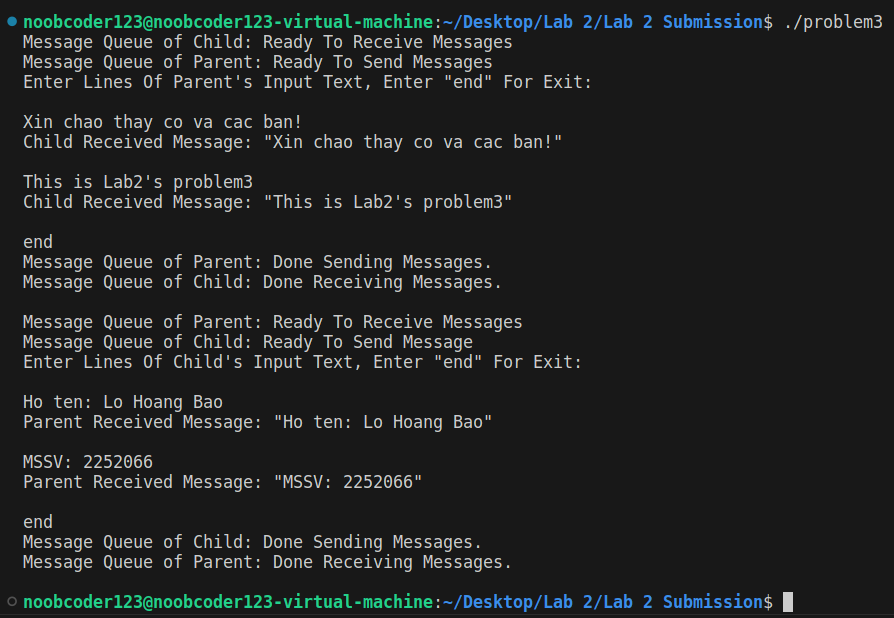 noobcoder123@noobcoder123-virtual-machine:~/Desktop/Lab 2/Lab 2 Submission$ ./problem3
Message Queue of Child: Ready To Receive Messages
Message Queue of Parent: Ready To Send Messages
Enter Lines Of Parent's Input Text, Enter "end" For Exit:
Xin chao thay co va cac ban!
Child Received Message: "Xin chao thay co va cac ban!"
This is Lab2's problem3
Child Received Message: "This is Lab2's problem3"
end
Message Queue of Parent: Done Sending Messages.
Message Queue of Child: Done Receiving Messages.
Message Queue of Parent: Ready To Receive Messages
Message Queue of Child: Ready To Send Message
Enter Lines Of Child's Input Text, Enter "end" For Exit:
Ho ten: Lo Hoang Bao
Parent Received Message: "Ho ten: Lo Hoang Bao"
MSSV: 2252066
Parent Received Message: "MSSV: 2252066"
end
Message Queue of Child: Done Sending Messages.
Message Queue of Parent: Done Receiving Messages.
noobcoder123@noobcoder123-virtual-machine:~/Desktop/Lab 2/Lab 2 Submission$